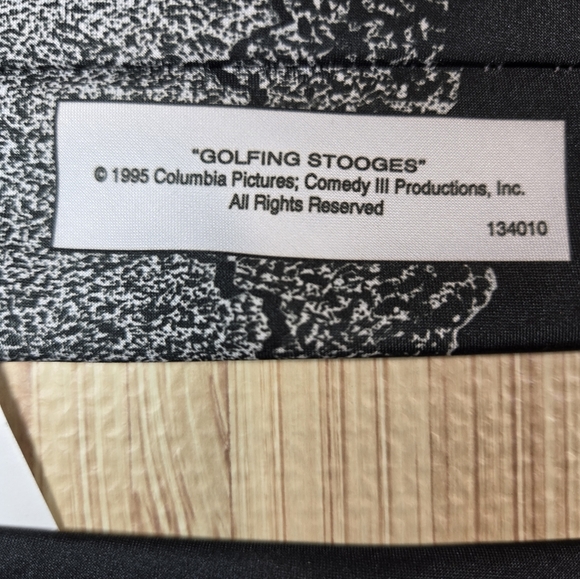 "GOLFING STOOGES"
© 1995 Columbia Pictures; Comedy III Productions, Inc.
All Rights Reserved
134010